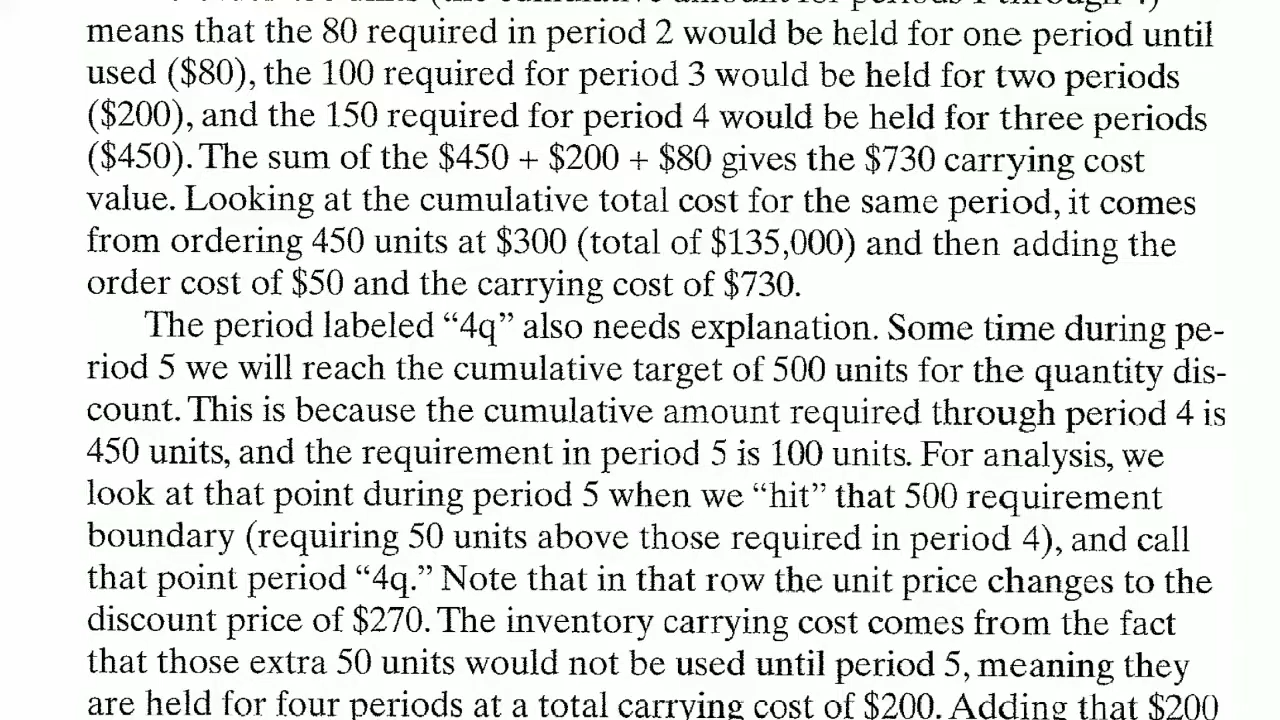 means that the 80 required in period 2 would be held for one period until
used ($80), the 100 required for period 3 would be held for two periods
($200), and the 150 required for period 4 would be held for three periods
($450). The sum of the $450 + $200 + $80 gives the $730 carrying cost
value. Looking at the cumulative total cost for the same period, it comes
from ordering 450 units at $300 (total of $135,000) and then adding the
order cost of $50 and the carrying cost of $730.
The period labeled “4q” also needs explanation. Some time during pe-
riod 5 we will reach the cumulative target of 500 units for the quantity dis-
count. This is because the cumulative amount required through period 4 is
450 units, and the requirement in period 5 is 100 units. For analysis, we
look at that point during period 5 when we “hit” that 500 requirement
boundary (requiring 50 units above those required in period 4), and call
that point period “4q.” Note that in that row the unit price changes to the
discount price of $270. The inventory carrying cost comes from the fact
that those extra 50 units would not be used until period 5, meaning they
are held for four periods at a total carrying cost of $200. Adding that $200